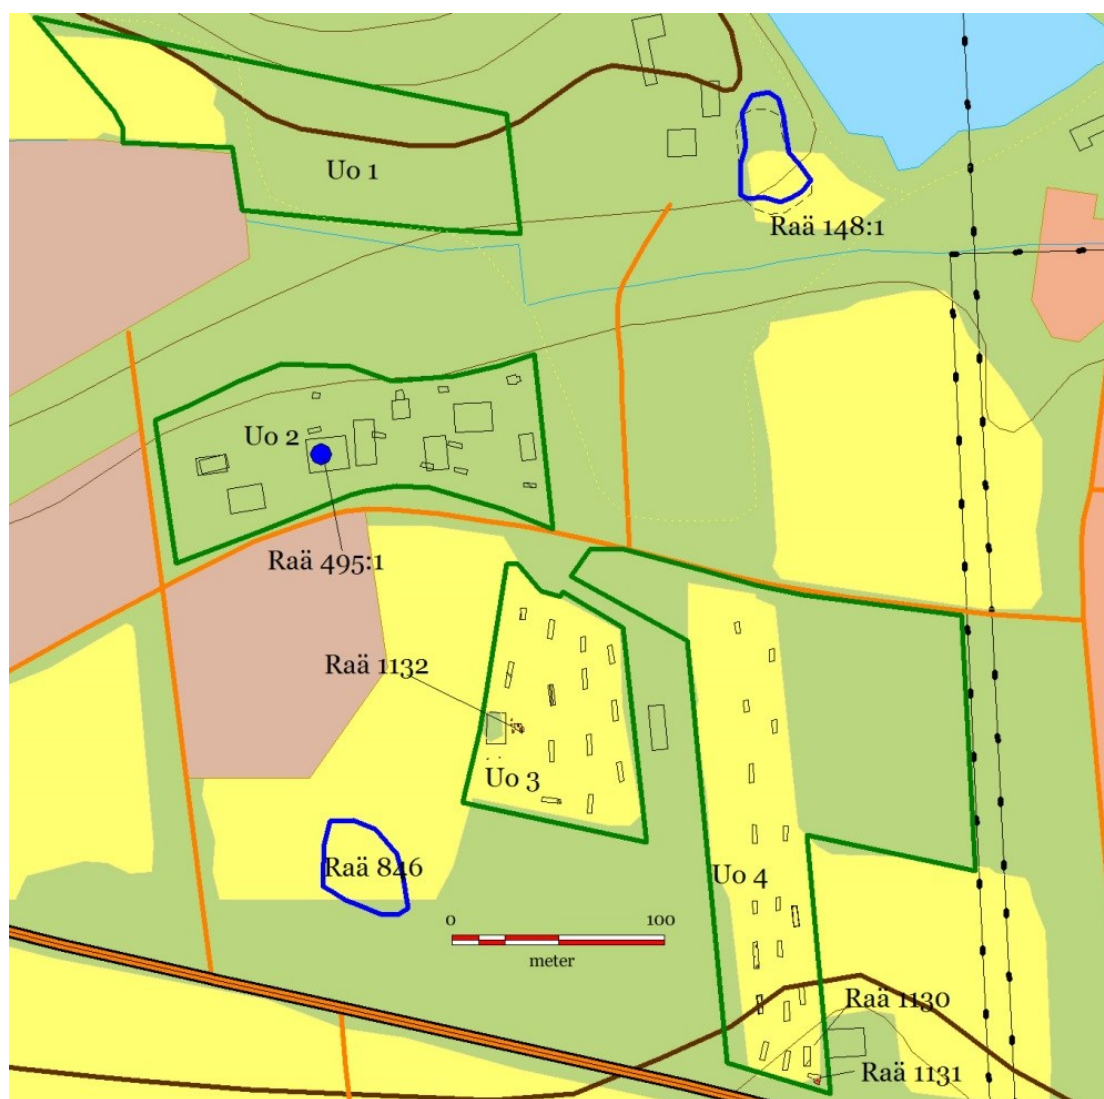 Uo 1
Raä 148:1
Uo 2
Raä 495:1
Raä 1132
Uo 3
Raä 846
Uo 4
0 100
meter
Raä 1130
Raä 1131